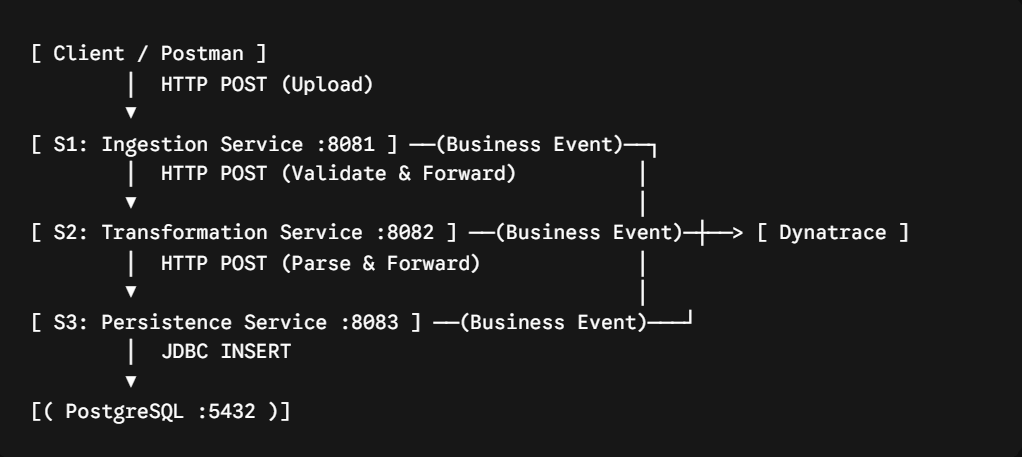 [ Client / Postman ]
HTTP POST (Upload)
[ S1: Ingestion Service :8081 ] ──(Business Event)──┐
HTTP POST (Validate & Forward)
[ S2: Transformation Service :8082 ] ──(Business Event)─┼──> [ Dynatrace ]
HTTP POST (Parse & Forward)
[ S3: Persistence Service :8083 ] ──(Business Event)───┘
JDBC INSERT
[( PostgreSQL :5432 )]